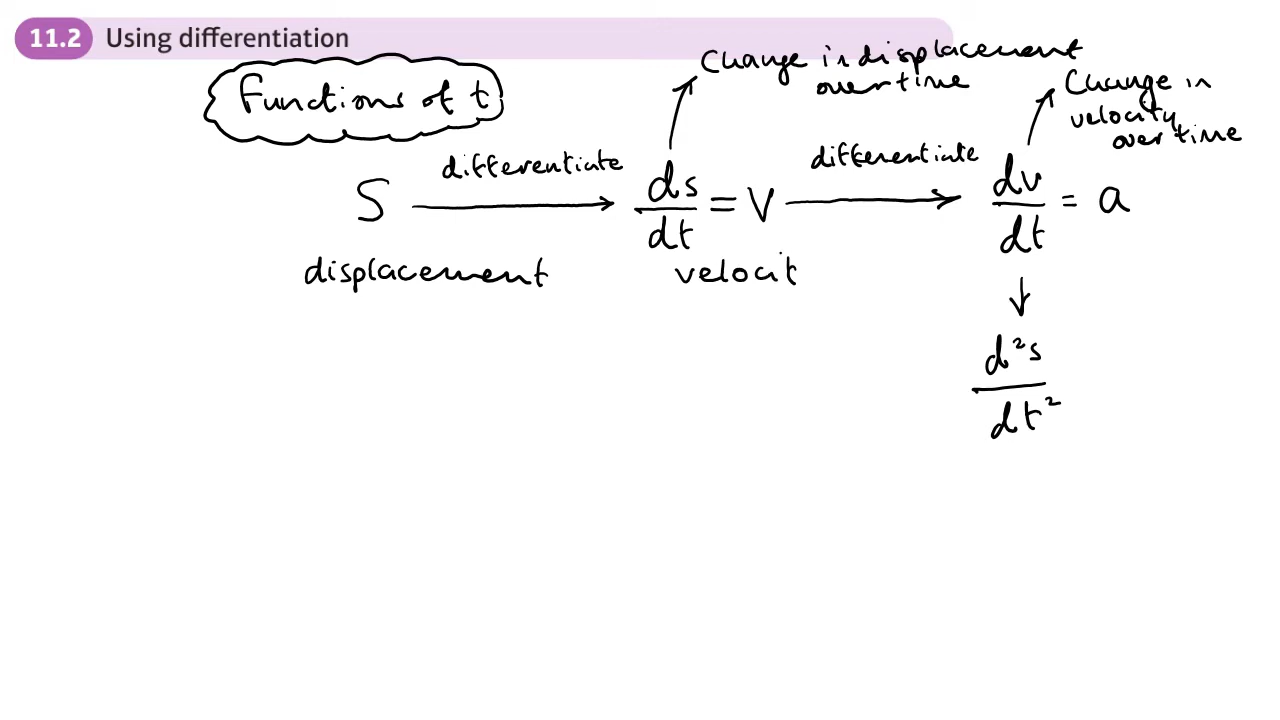 11.2 Using differentiation
Functions of t
Change in displacement
over time
Change in
velocity
over time
differentiate
differentiate
S
ds/dt = V
dv/dt = a
displacement
velocit
d²s/dt²